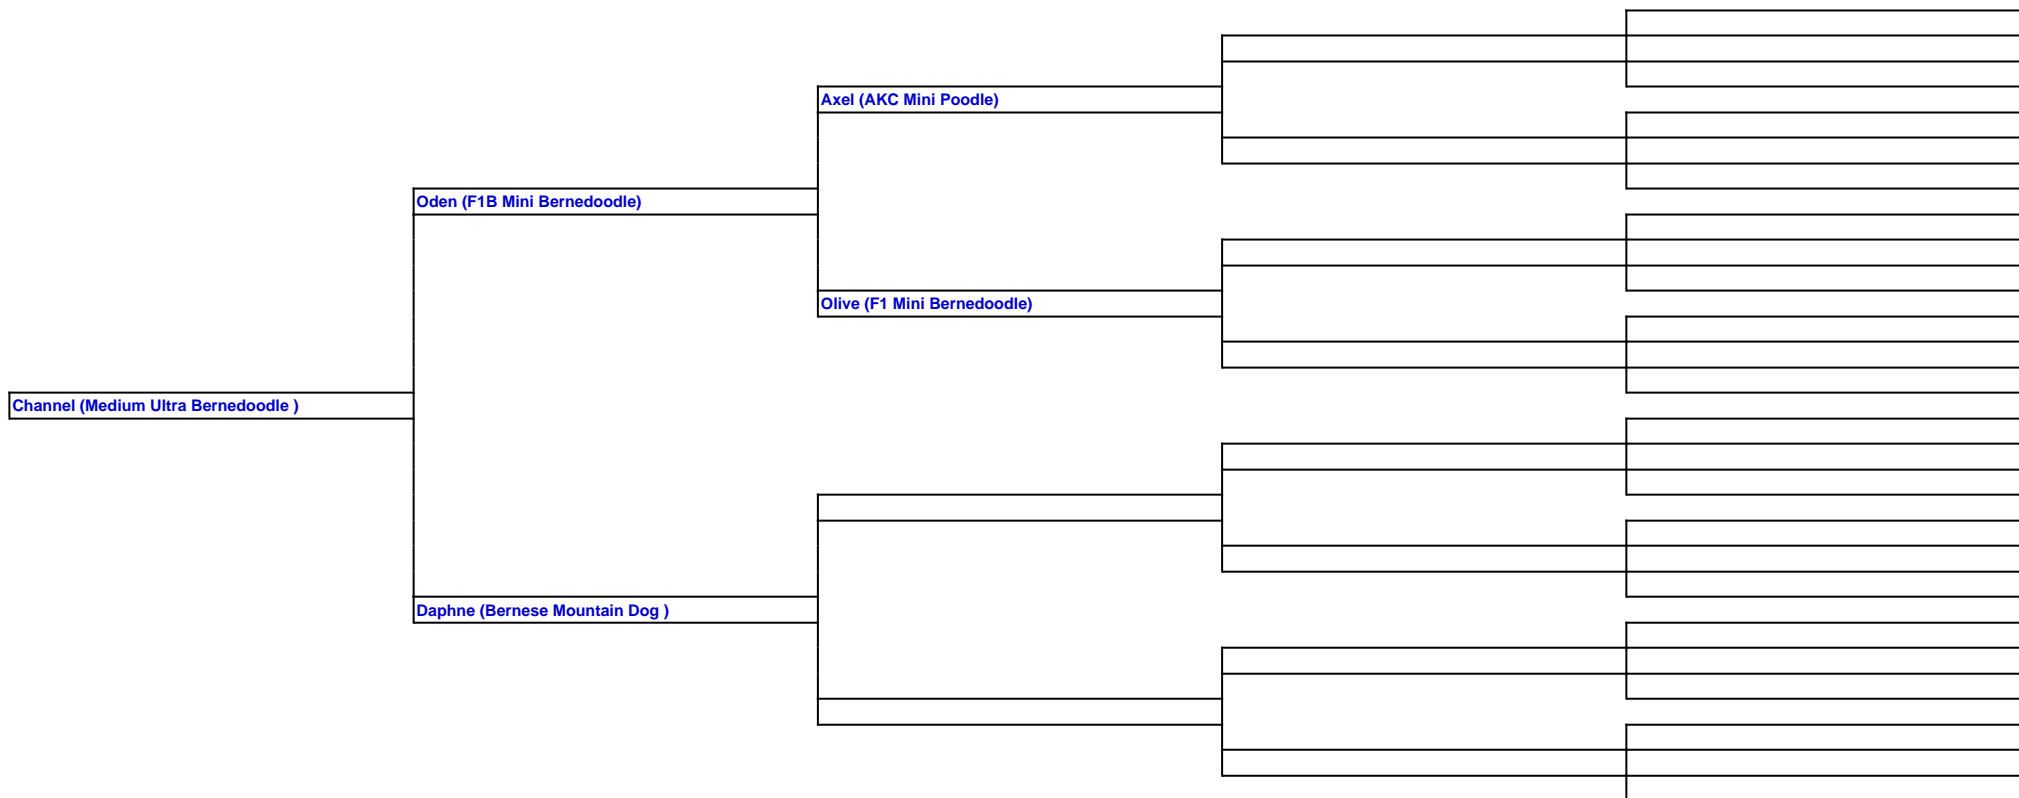 Axel (AKC Mini Poodle)
Oden (F1B Mini Bernedoodle)
Olive (F1 Mini Bernedoodle)
Channel (Medium Ultra Bernedoodle )
Daphne (Bernese Mountain Dog )